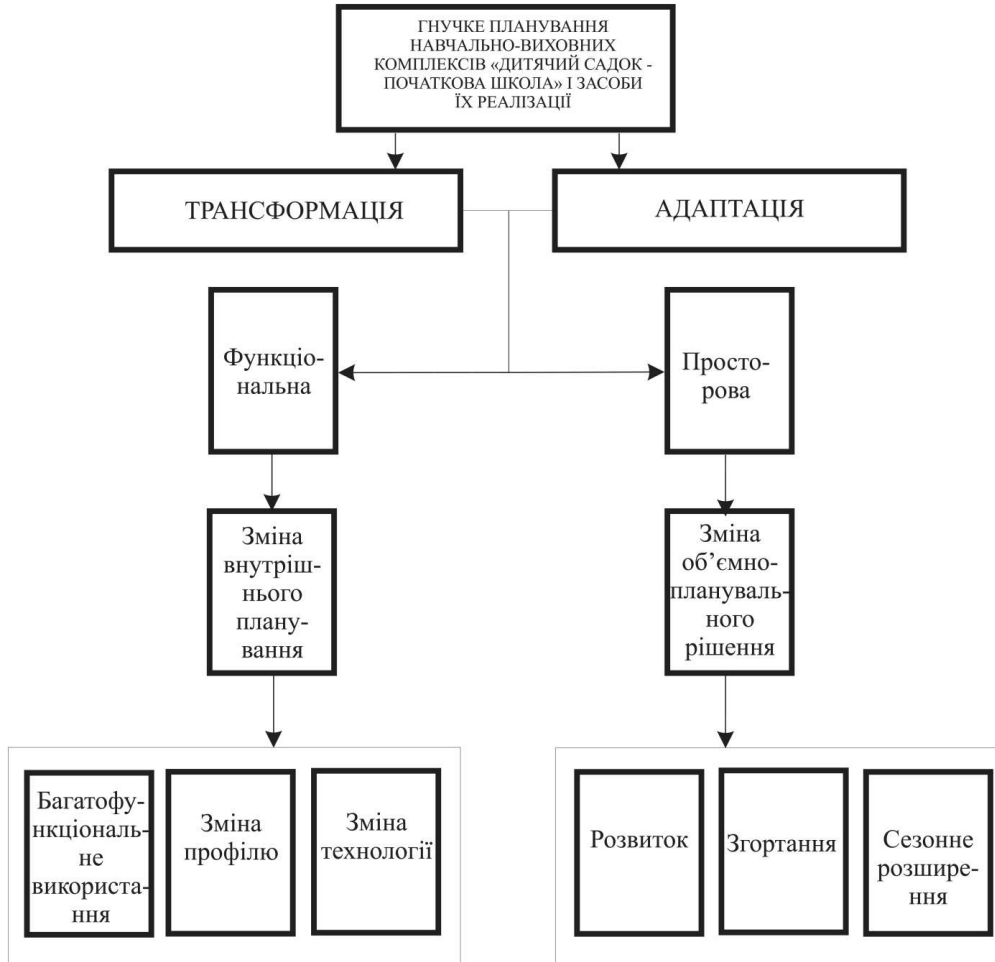 ГНУЧКЕ ПЛАНУВАННЯ
НАВЧАЛЬНО-ВИХОВНИХ
КОМПЛЕКСІВ «ДИТЯЧИЙ САДОК -
ПОЧАТКОВА ШКОЛА» І ЗАСОБИ
ЇХ РЕАЛІЗАЦІЇ
ТРАНСФОРМАЦІЯ
АДАПТАЦІЯ
Функціо-
нальна
Просто-
рова
Зміна
внутріш-
нього
плану-
вання
Зміна
об’ємно-
плануваль-
ного
рішення
Багатофу-
нкціональ-
не
використа-
ння
Зміна
профілю
Зміна
технології
Розвиток
Згортання
Сезонне
розшире-
ння